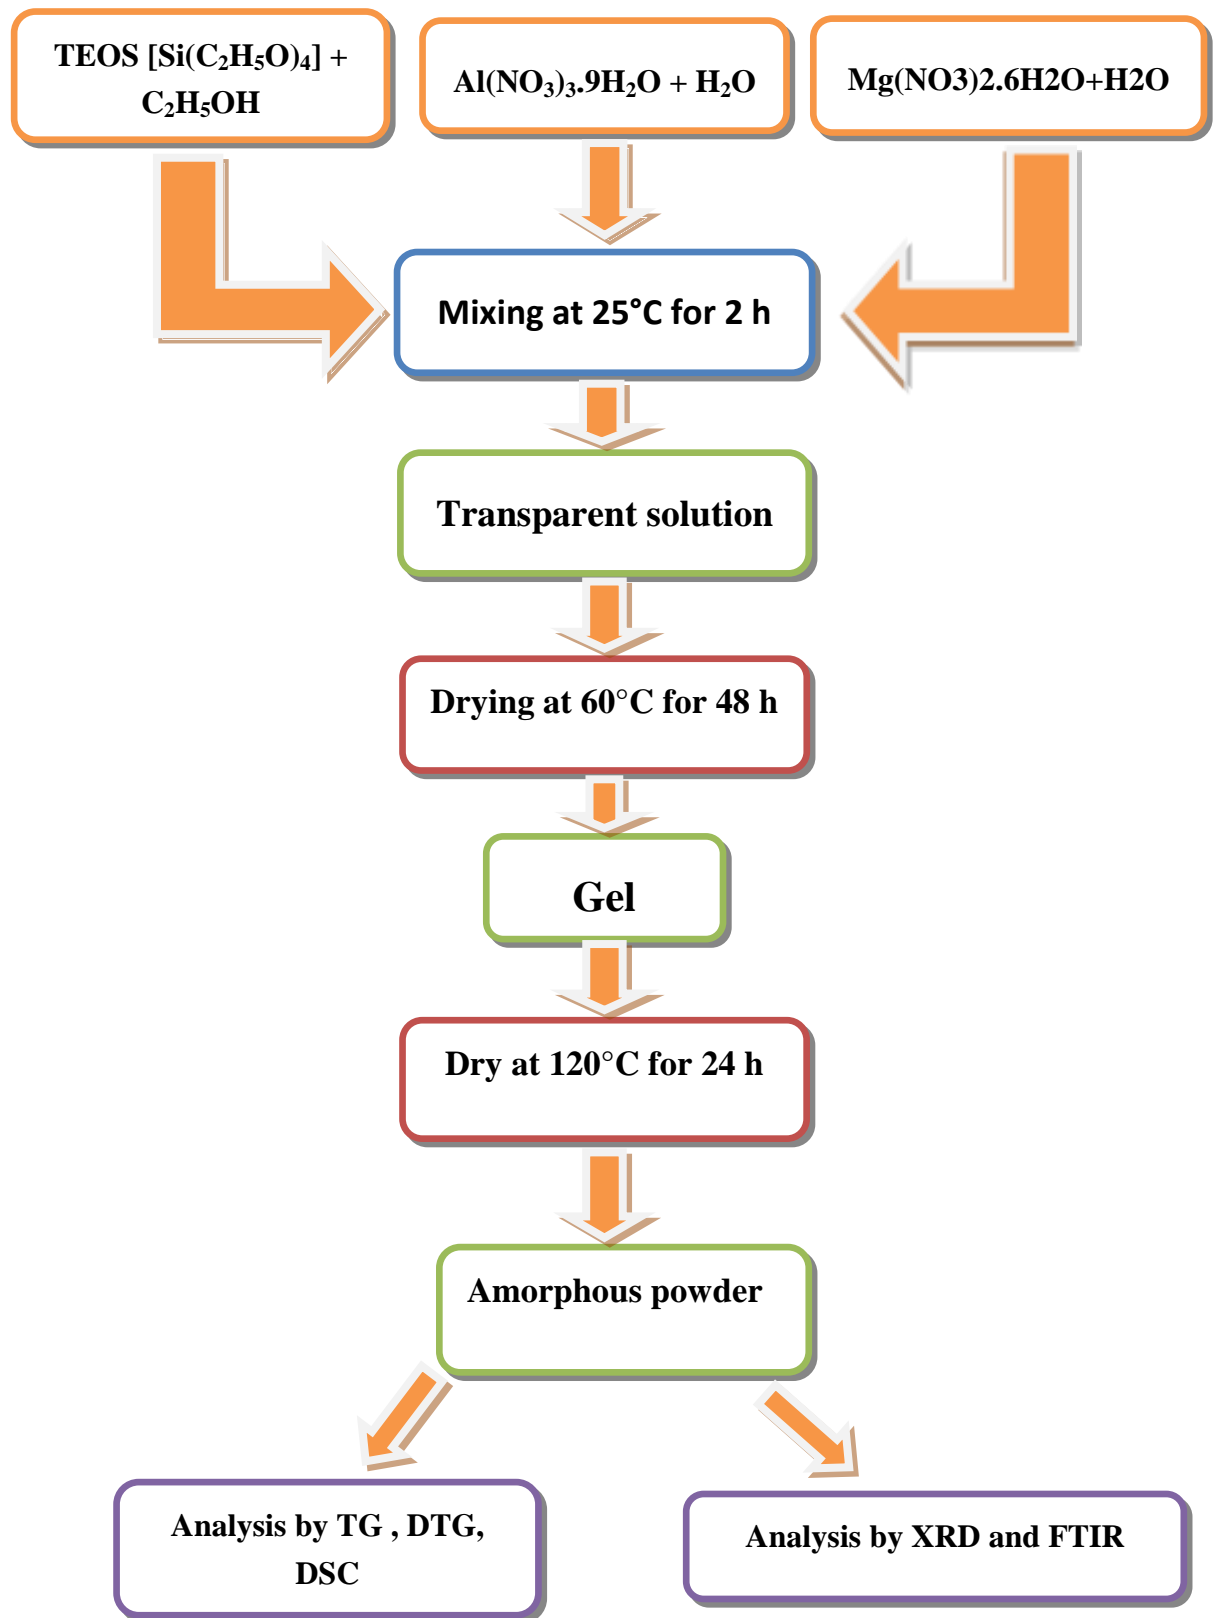 TEOS [Si(C₂H₅O)₄] +
C₂H₅OH
Al(NO₃)₃.9H₂O + H₂O
Mg(NO3)2.6H2O+H2O
Mixing at 25°C for 2 h
Transparent solution
Drying at 60°C for 48 h
Gel
Dry at 120°C for 24 h
Amorphous powder
Analysis by TG , DTG,
DSC
Analysis by XRD and FTIR